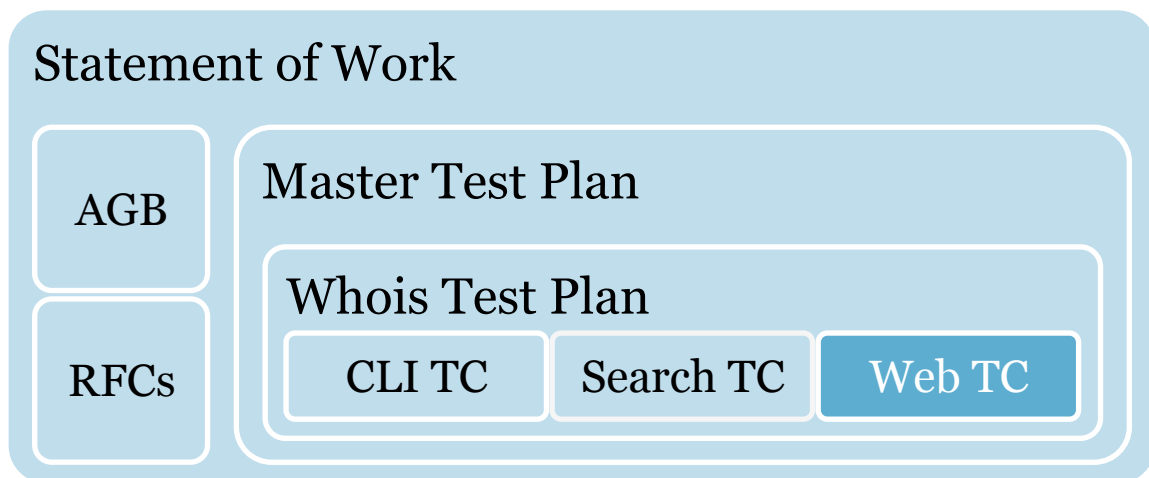 Statement of Work
AGB
RFCs
Master Test Plan
Whois Test Plan
CLI TC
Search TC
Web TC